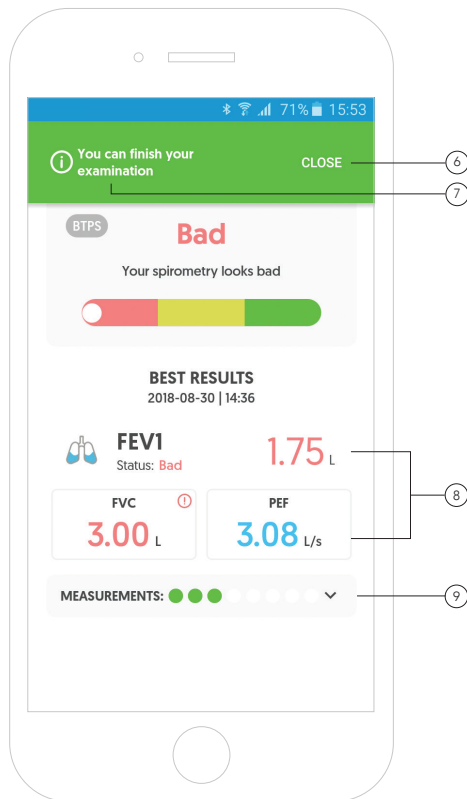 71% 15:53
You can finish your
examination
CLOSE
6
7
BTPS
Bad
Your spirometry looks bad
BEST RESULTS
2018-08-30 | 14:36
FEV1
Status: Bad
1.75 L
8
FVC
3.00 L
PEF
3.08 L/s
MEASUREMENTS:
9